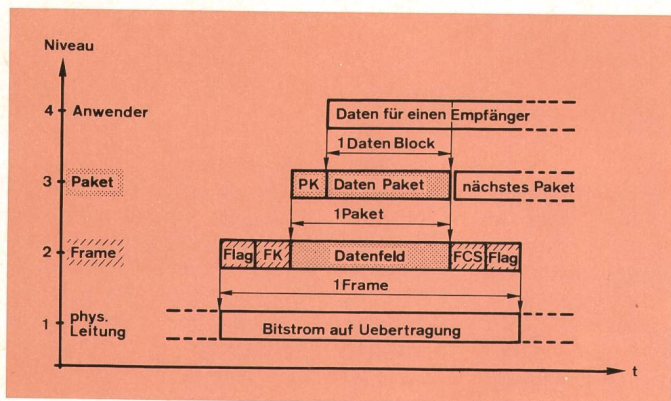 Niveau
4 Anwender
Daten für einen Empfänger
1 Daten Block
3 Paket
PK Daten Paket nächstes Paket
1 Paket
2 Frame
Flag FK Datenfeld FCS Flag
1 Frame
1 phys. Leitung
Bitstrom auf Uebertragung
t